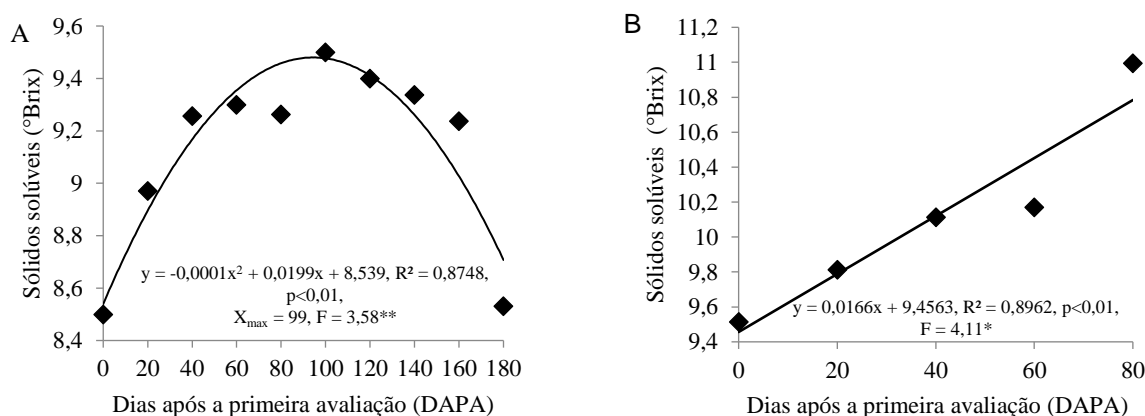 A
Sólidos solúveis (°Brix)
9,6
9,4
9,2
9
8,8
8,6
8,4
y = -0,0001x² + 0,0199x + 8,539, R² = 0,8748,
p<0,01,
Xmax = 99, F = 3,58**
0 20 40 60 80 100 120 140 160 180
Dias após a primeira avaliação (DAPA)
B
Sólidos solúveis (°Brix)
11,2
11
10,8
10,6
10,4
10,2
10
9,8
9,6
9,4
y = 0,0166x + 9,4563, R² = 0,8962, p<0,01,
F = 4,11*
0 20 40 60 80
Dias após a primeira avaliação (DAPA)